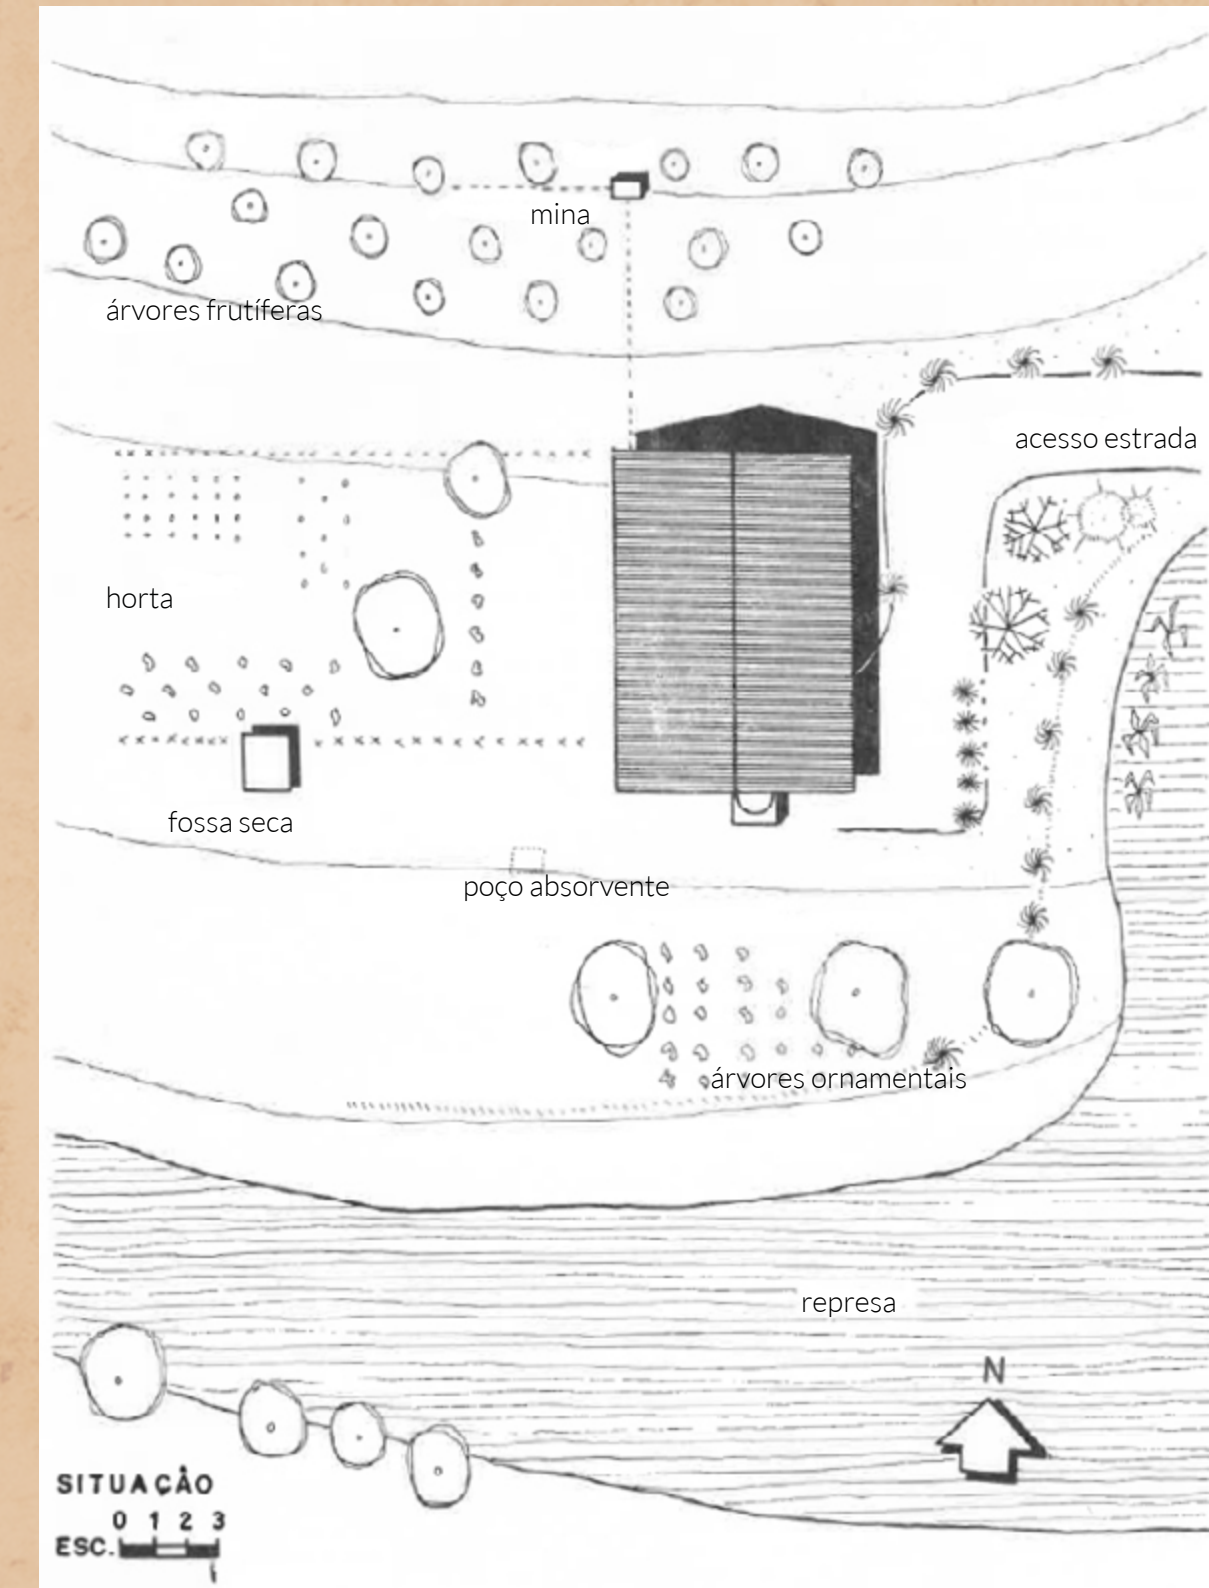 mina
árvores frutíferas
acesso estrada
horta
fossa seca
poço absorvente
árvores ornamentais
represa
N
SITUAÇÃO
0 1 2 3
ESC.